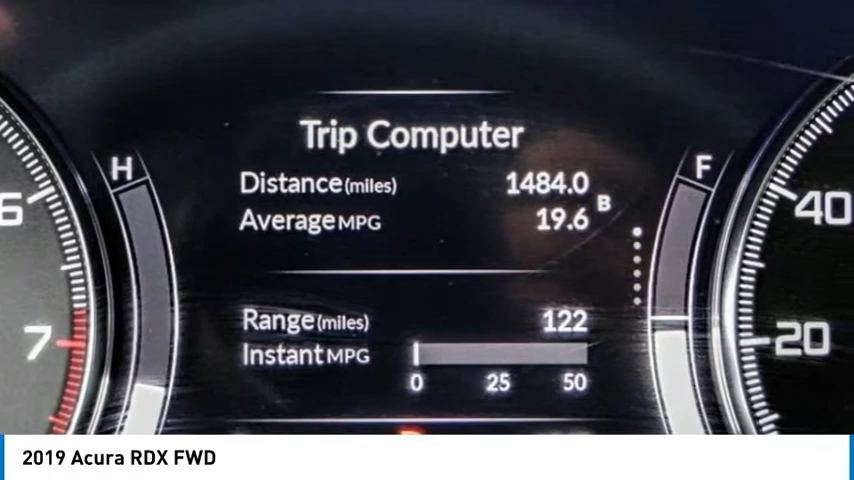 Trip Computer
H
F
Distance (miles) 1484.0
B
Average MPG 19.6
6
40
Range (miles) 122
7
20
Instant MPG
0 25 50
2019 Acura RDX FWD